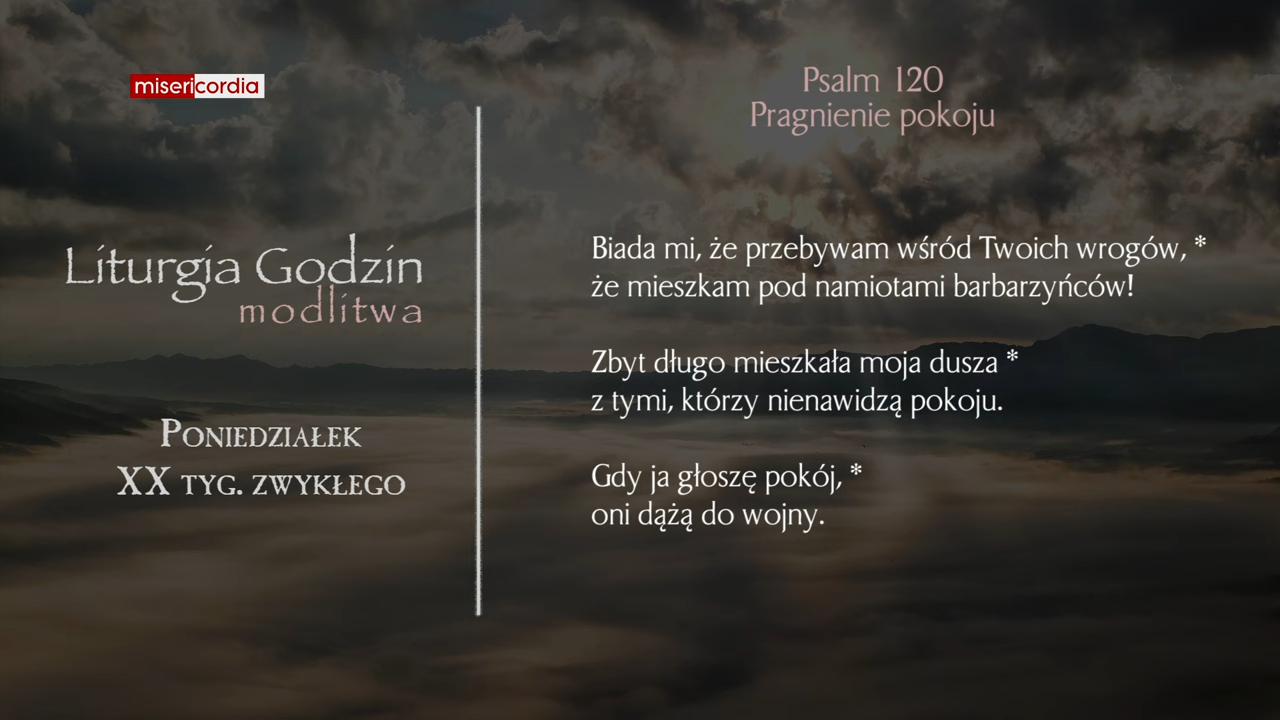 misericordia
Liturgia Godzin
modlitwa
Poniedziałek
XX tyg. zwykłego
Psalm 120
Pragnienie pokoju
Biada mi, że przebywam wśród Twoich wrogów, *
że mieszkam pod namiotami barbarzyńców!
Zbyt długo mieszkała moja dusza *
z tymi, którzy nienawidzą pokoju.
Gdy ja głoszę pokój, *
oni dążą do wojny.